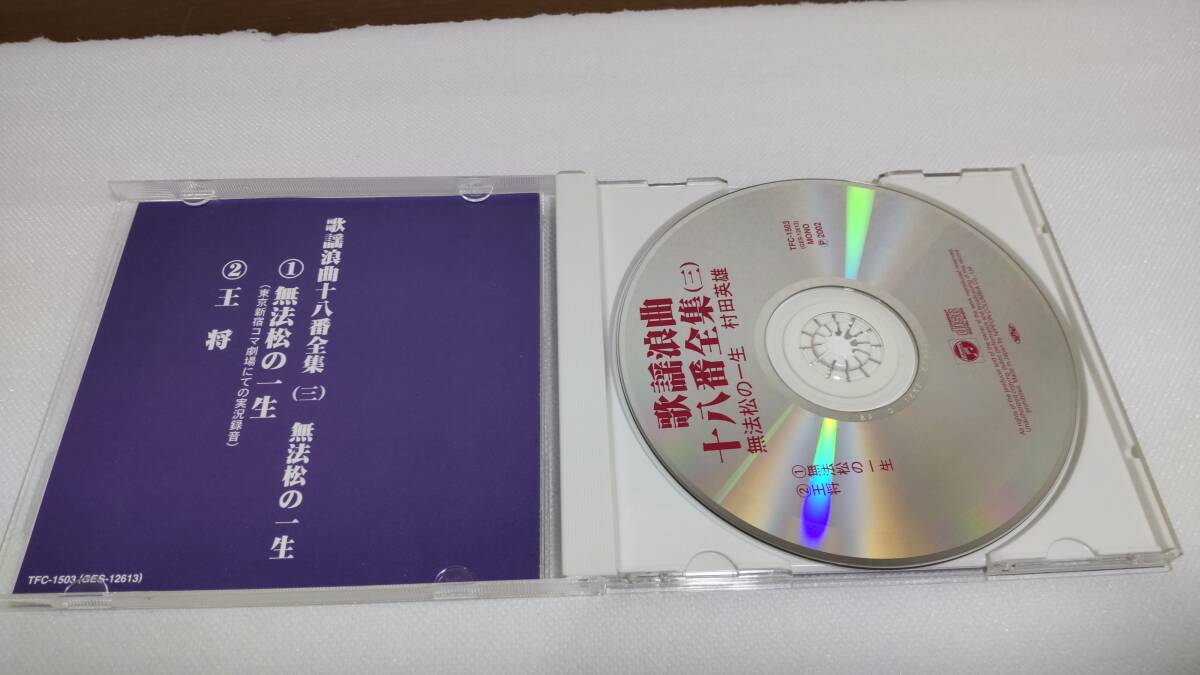 歌謡浪曲十八番全集(三) 無法松の一生
①無法松の一生
(東京新宿コマ劇場にての実況録音)
②王将
TFC-1503 (GES-12613)
歌謡浪曲
十八番全集(三)
無法松の一生 村田英雄
TFC-1503
(GES-12613)
MONO
Ⓟ 2002
①無法松の一生
②王将